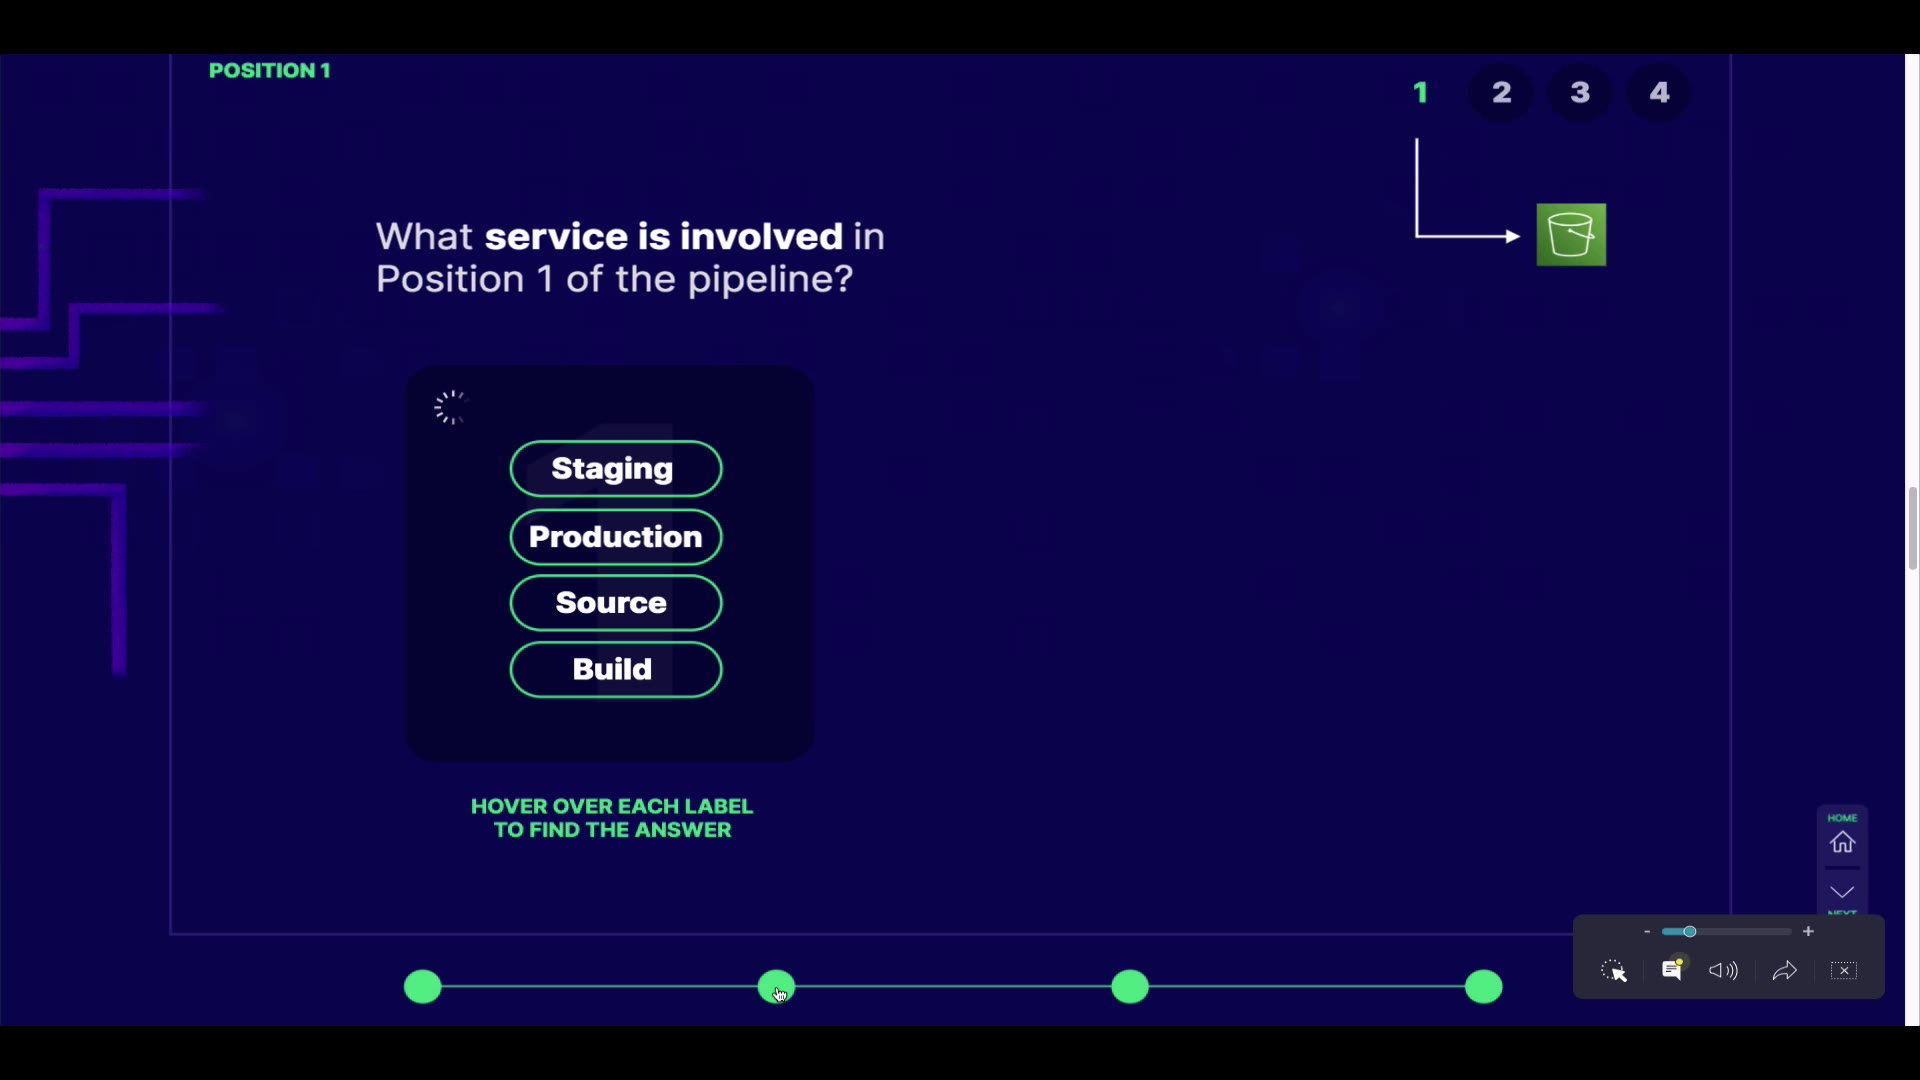 POSITION 1
1 2 3 4
What service is involved in
Position 1 of the pipeline?
Staging
Production
Source
Build
HOVER OVER EACH LABEL
TO FIND THE ANSWER
HOME
NEXT
- +